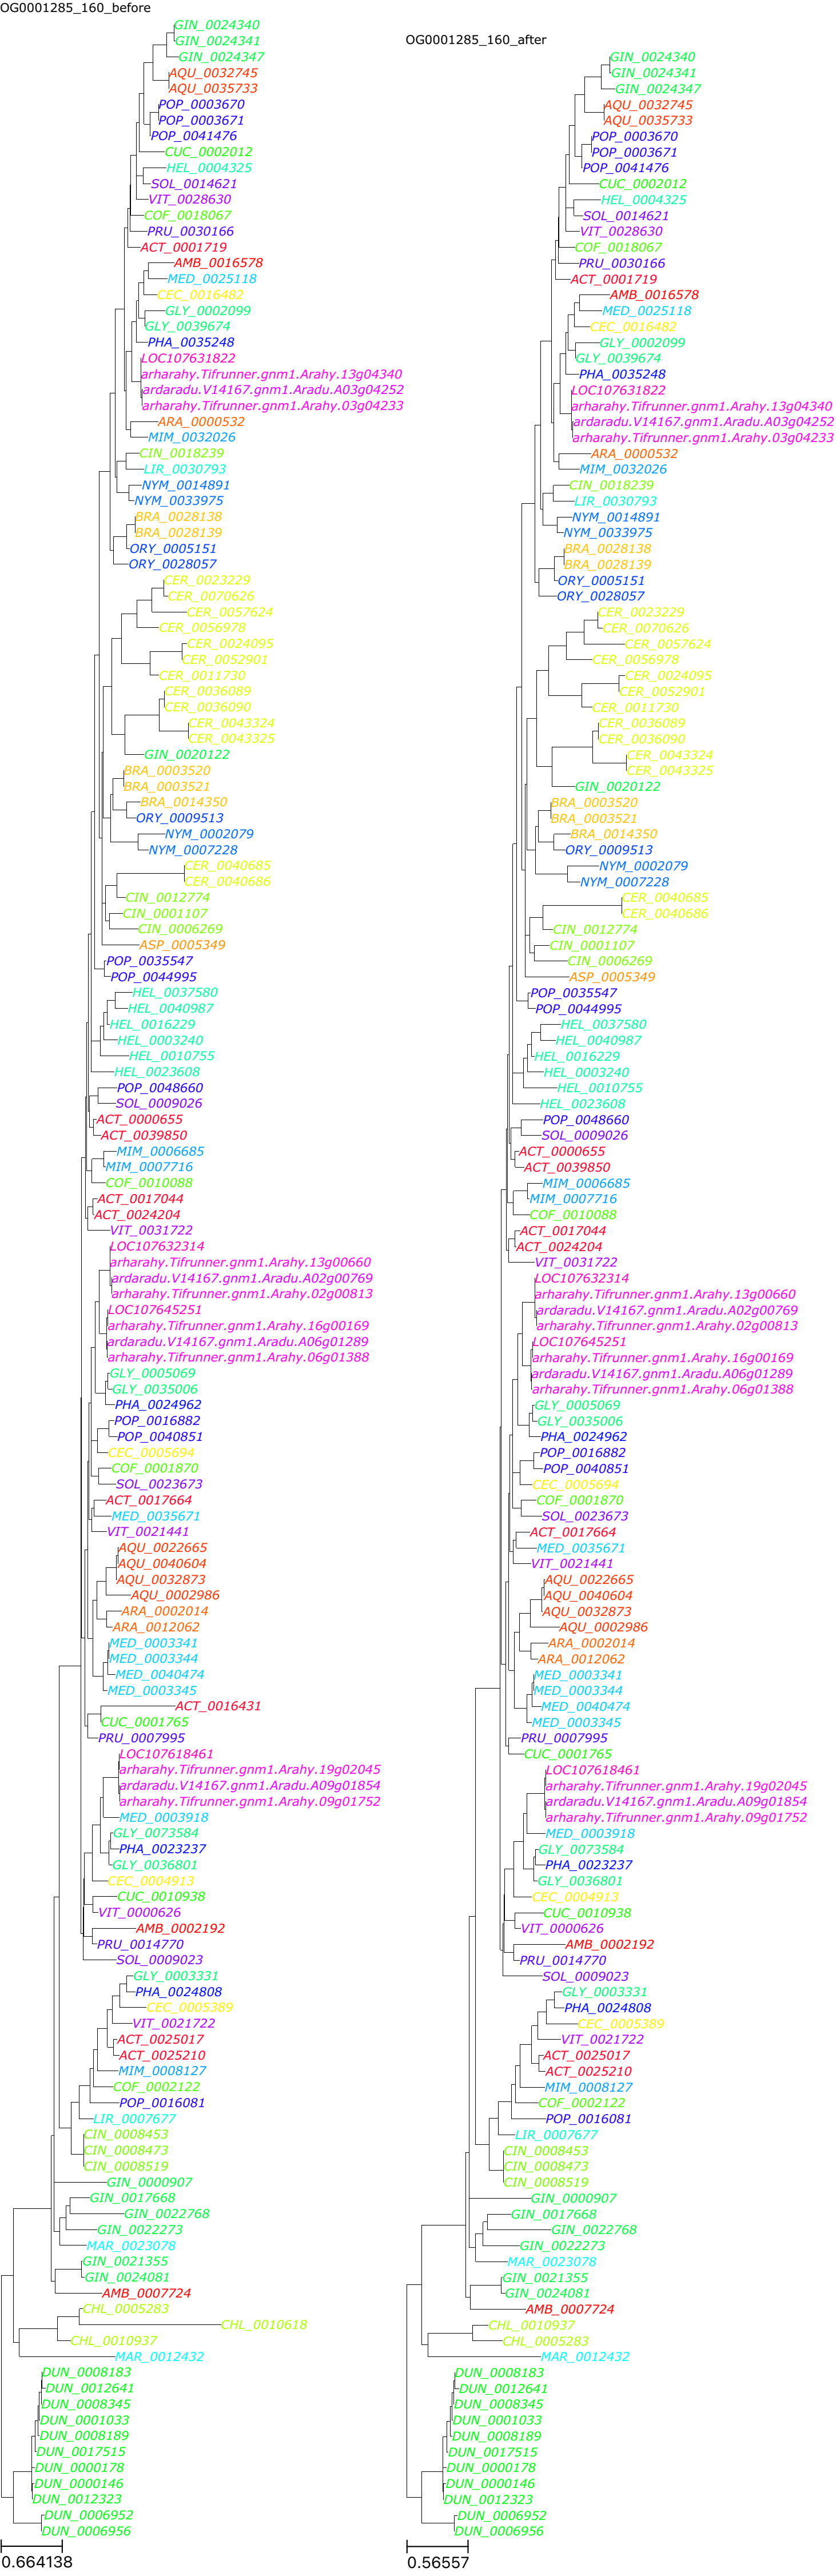 OG0001285_160_before
GIN_0024340
GIN_0024341
GIN_0024347
AQU_0032745
AQU_0035733
POP_0003670
POP_0003671
POP_0041476
CUC_0002012
HEL_0004325
SOL_0014621
VIT_0028630
COF_0018067
PRU_0030166
ACT_0001719
AMB_0016578
MED_0025118
CEC_0016482
GLY_0002099
GLY_0039674
PHA_0035248
LOC107631822
arharahy.Tifrunner.gnm1.Arahy.13g04340
ardaradu.V14167.gnm1.Aradu.A03g04252
arharahy.Tifrunner.gnm1.Arahy.03g04233
ARA_0000532
MIM_0032026
CIN_0018239
LIR_0030793
NYM_0014891
NYM_0033975
BRA_0028138
BRA_0028139
ORY_0005151
ORY_0028057
CER_0023229
CER_0070626
CER_0057624
CER_0056978
CER_0024095
CER_0052901
CER_0011730
CER_0036089
CER_0036090
CER_0043324
CER_0043325
GIN_0020122
BRA_0003520
BRA_0003521
BRA_0014350
ORY_0009513
NYM_0002079
NYM_0007228
CER_0040685
CER_0040686
CIN_0012774
CIN_0001107
CIN_0006269
ASP_0005349
POP_0035547
POP_0044995
HEL_0037580
HEL_0040987
HEL_0016229
HEL_0003240
HEL_0010755
HEL_0023608
POP_0048660
SOL_0009026
ACT_0000655
ACT_0039850
MIM_0006685
MIM_0007716
COF_0010088
ACT_0017044
ACT_0024204
VIT_0031722
LOC107632314
arharahy.Tifrunner.gnm1.Arahy.13g00660
ardaradu.V14167.gnm1.Aradu.A02g00769
arharahy.Tifrunner.gnm1.Arahy.02g00813
LOC107645251
arharahy.Tifrunner.gnm1.Arahy.16g00169
ardaradu.V14167.gnm1.Aradu.A06g01289
arharahy.Tifrunner.gnm1.Arahy.06g01388
GLY_0005069
GLY_0035006
PHA_0024962
POP_0016882
POP_0040851
CEC_0005694
COF_0001870
SOL_0023673
ACT_0017664
MED_0035671
VIT_0021441
AQU_0022665
AQU_0040604
AQU_0032873
AQU_0002986
ARA_0002014
ARA_0012062
MED_0003341
MED_0003344
MED_0040474
MED_0003345
ACT_0016431
CUC_0001765
PRU_0007995
LOC107618461
arharahy.Tifrunner.gnm1.Arahy.19g02045
ardaradu.V14167.gnm1.Aradu.A09g01854
arharahy.Tifrunner.gnm1.Arahy.09g01752
MED_0003918
GLY_0073584
PHA_0023237
GLY_0036801
CEC_0004913
CUC_0010938
VIT_0000626
AMB_0002192
PRU_0014770
SOL_0009023
GLY_0003331
PHA_0024808
CEC_0005389
VIT_0021722
ACT_0025017
ACT_0025210
MIM_0008127
COF_0002122
POP_0016081
LIR_0007677
CIN_0008453
CIN_0008473
CIN_0008519
GIN_0000907
GIN_0017668
GIN_0022768
GIN_0022273
MAR_0023078
GIN_0021355
GIN_0024081
AMB_0007724
CHL_0005283
CHL_0010618
CHL_0010937
MAR_0012432
DUN_0008183
DUN_0012641
DUN_0008345
DUN_0001033
DUN_0008189
DUN_0017515
DUN_0000178
DUN_0000146
DUN_0012323
DUN_0006952
DUN_0006956
0.664138
OG0001285_160_after
GIN_0024340
GIN_0024341
GIN_0024347
AQU_0032745
AQU_0035733
POP_0003670
POP_0003671
POP_0041476
CUC_0002012
HEL_0004325
SOL_0014621
VIT_0028630
COF_0018067
PRU_0030166
ACT_0001719
AMB_0016578
MED_0025118
CEC_0016482
GLY_0002099
GLY_0039674
PHA_0035248
LOC107631822
arharahy.Tifrunner.gnm1.Arahy.13g04340
ardaradu.V14167.gnm1.Aradu.A03g04252
arharahy.Tifrunner.gnm1.Arahy.03g04233
ARA_0000532
MIM_0032026
CIN_0018239
LIR_0030793
NYM_0014891
NYM_0033975
BRA_0028138
BRA_0028139
ORY_0005151
ORY_0028057
CER_0023229
CER_0070626
CER_0057624
CER_0056978
CER_0024095
CER_0052901
CER_0011730
CER_0036089
CER_0036090
CER_0043324
CER_0043325
GIN_0020122
BRA_0003520
BRA_0003521
BRA_0014350
ORY_0009513
NYM_0002079
NYM_0007228
CER_0040685
CER_0040686
CIN_0012774
CIN_0001107
CIN_0006269
ASP_0005349
POP_0035547
POP_0044995
HEL_0037580
HEL_0040987
HEL_0016229
HEL_0003240
HEL_0010755
HEL_0023608
POP_0048660
SOL_0009026
ACT_0000655
ACT_0039850
MIM_0006685
MIM_0007716
COF_0010088
ACT_0017044
ACT_0024204
VIT_0031722
LOC107632314
arharahy.Tifrunner.gnm1.Arahy.13g00660
ardaradu.V14167.gnm1.Aradu.A02g00769
arharahy.Tifrunner.gnm1.Arahy.02g00813
LOC107645251
arharahy.Tifrunner.gnm1.Arahy.16g00169
ardaradu.V14167.gnm1.Aradu.A06g01289
arharahy.Tifrunner.gnm1.Arahy.06g01388
GLY_0005069
GLY_0035006
PHA_0024962
POP_0016882
POP_0040851
CEC_0005694
COF_0001870
SOL_0023673
ACT_0017664
MED_0035671
VIT_0021441
AQU_0022665
AQU_0040604
AQU_0032873
AQU_0002986
ARA_0002014
ARA_0012062
MED_0003341
MED_0003344
MED_0040474
MED_0003345
PRU_0007995
CUC_0001765
LOC107618461
arharahy.Tifrunner.gnm1.Arahy.19g02045
ardaradu.V14167.gnm1.Aradu.A09g01854
arharahy.Tifrunner.gnm1.Arahy.09g01752
MED_0003918
GLY_0073584
PHA_0023237
GLY_0036801
CEC_0004913
CUC_0010938
VIT_0000626
AMB_0002192
PRU_0014770
SOL_0009023
GLY_0003331
PHA_0024808
CEC_0005389
VIT_0021722
ACT_0025017
ACT_0025210
MIM_0008127
COF_0002122
POP_0016081
LIR_0007677
CIN_0008453
CIN_0008473
CIN_0008519
GIN_0000907
GIN_0017668
GIN_0022768
GIN_0022273
MAR_0023078
GIN_0021355
GIN_0024081
AMB_0007724
CHL_0010937
CHL_0005283
MAR_0012432
DUN_0008183
DUN_0012641
DUN_0008345
DUN_0001033
DUN_0008189
DUN_0017515
DUN_0000178
DUN_0000146
DUN_0012323
DUN_0006952
DUN_0006956
0.56557